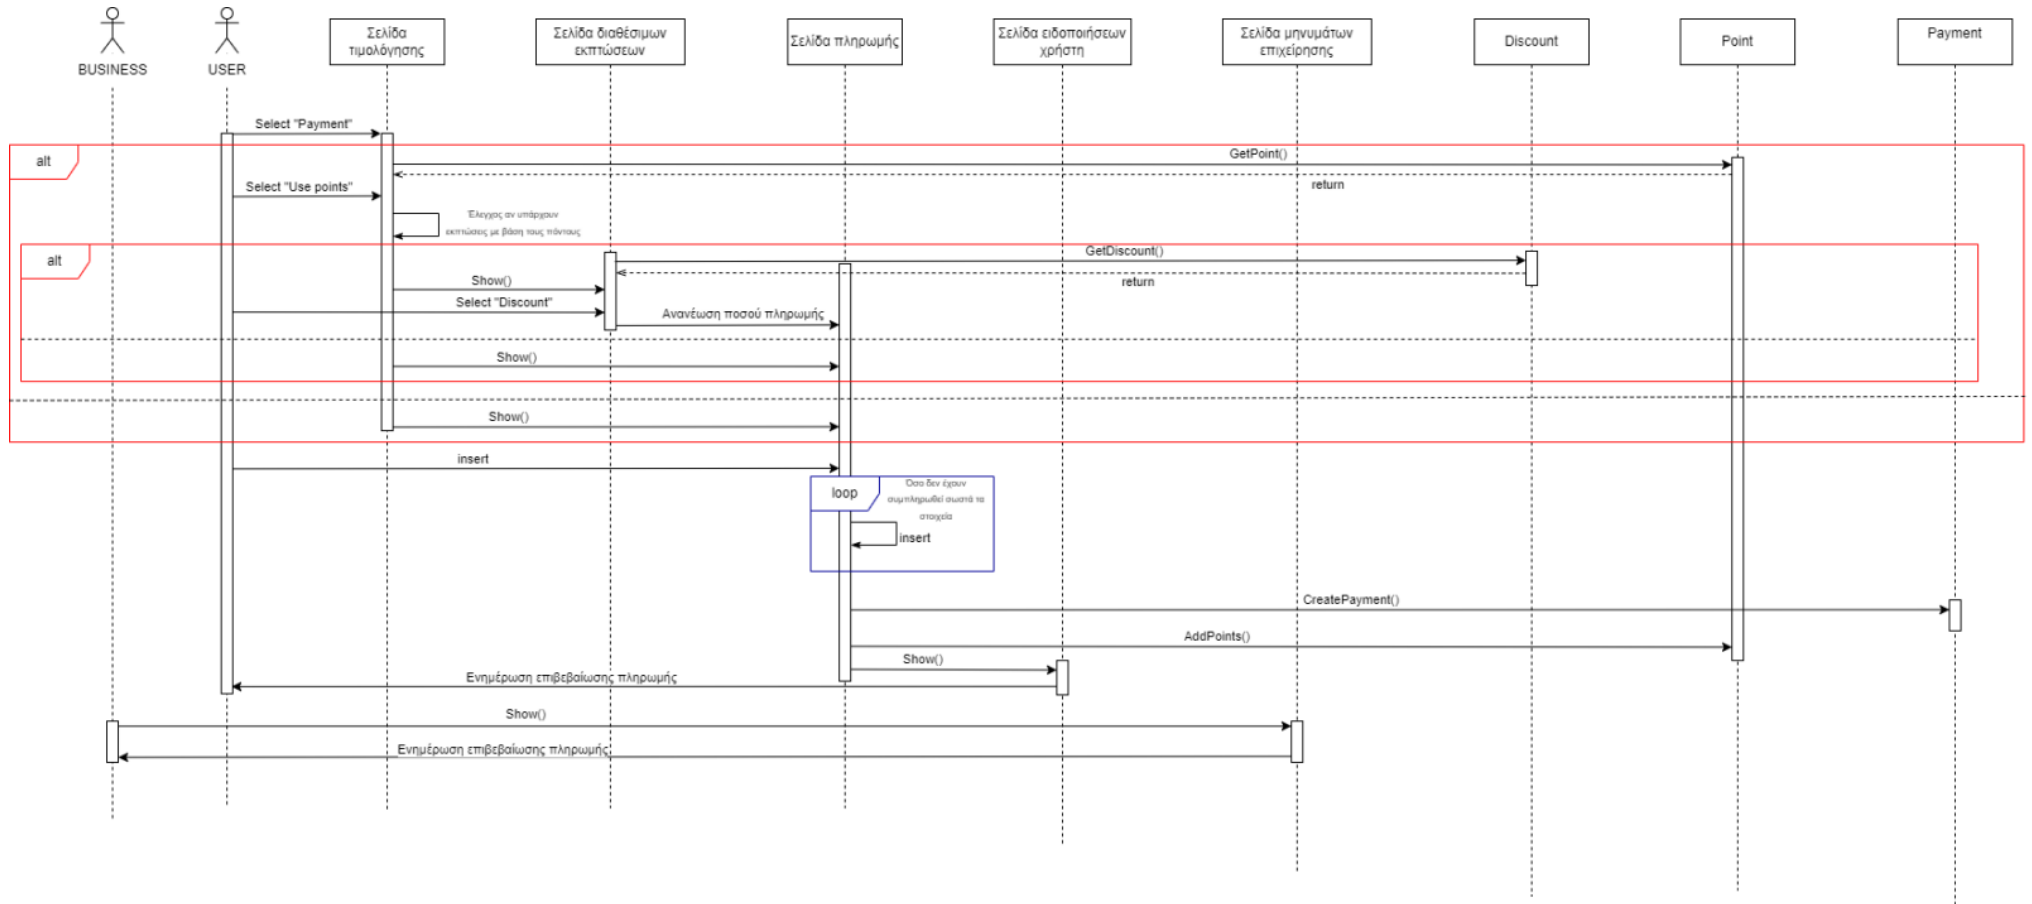 BUSINESS
USER
Σελίδα
τιμολόγησης
Σελίδα διαθέσιμων
εκπτώσεων
Σελίδα πληρωμής
Σελίδα ειδοποιήσεων
χρήστη
Σελίδα μηνυμάτων
επιχείρησης
Discount
Point
Payment
Select "Payment"
alt
GetPoint()
return
Select "Use points"
Έλεγχος αν υπάρχουν
εκπτώσεις με βάση τους πόντους
alt
GetDiscount()
return
Show()
Select "Discount"
Ανανέωση ποσού πληρωμής
Show()
Show()
insert
loop
Όσο δεν έχουν
συμπληρωθεί σωστά τα
στοιχεία
insert
CreatePayment()
AddPoints()
Show()
Ενημέρωση επιβεβαίωσης πληρωμής
Show()
Ενημέρωση επιβεβαίωσης πληρωμής